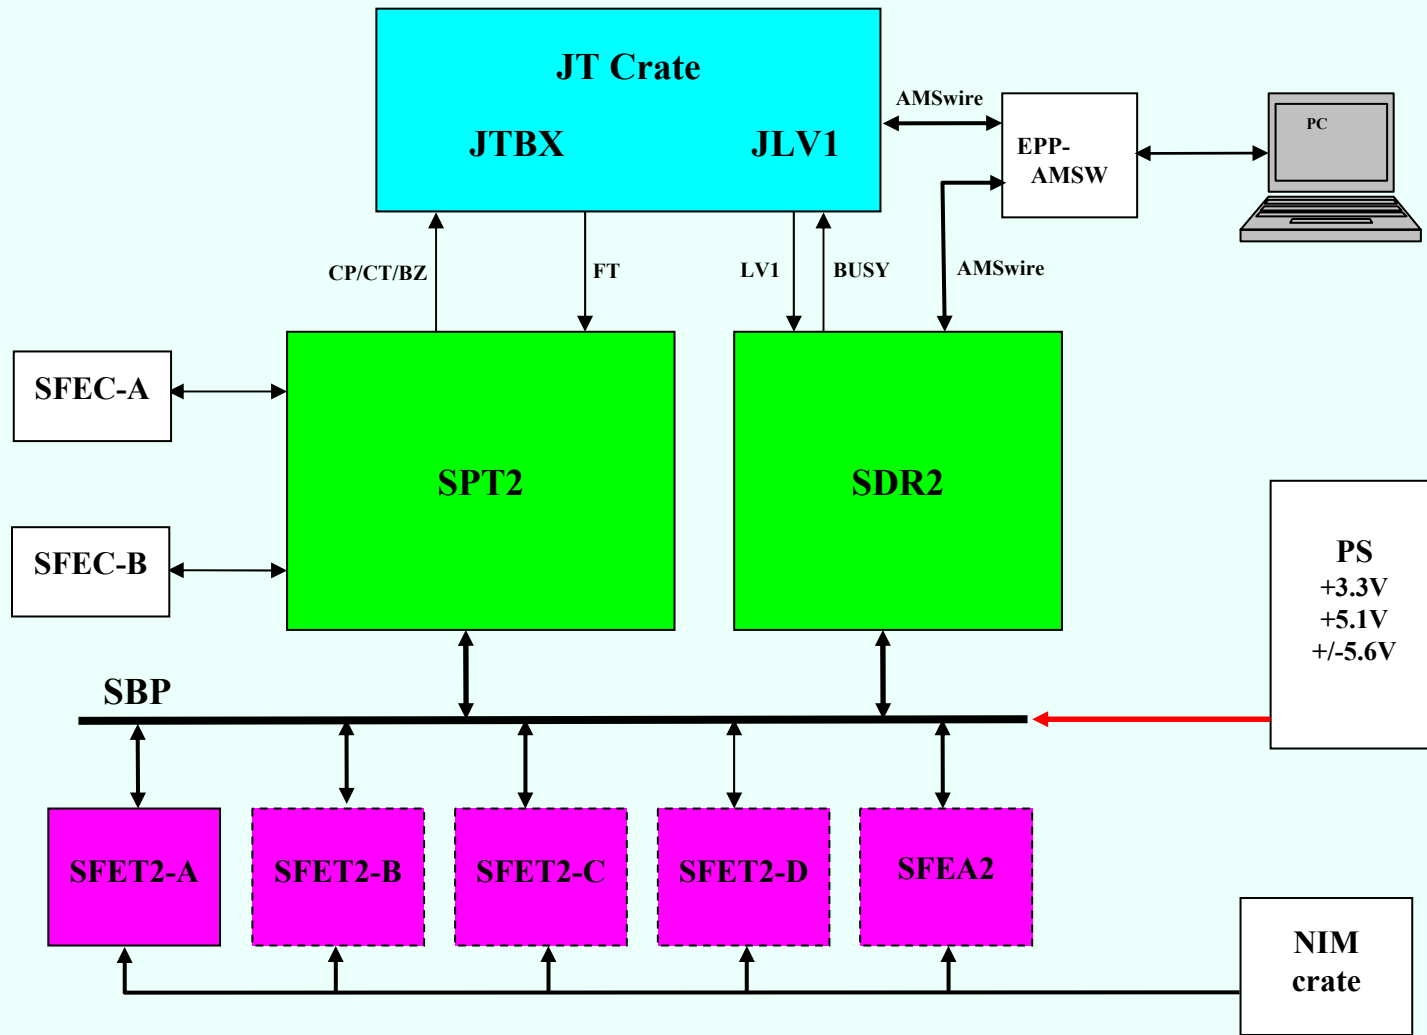 JT Crate
JTBX
JLV1
AMSwire
EPP-
AMSW
PC
CP/CT/BZ
FT
LV1
BUSY
AMSwire
SFEC-A
SPT2
SDR2
SFEC-B
PS
+3.3V
+5.1V
+/-5.6V
SBP
SFET2-A
SFET2-B
SFET2-C
SFET2-D
SFEA2
NIM
crate